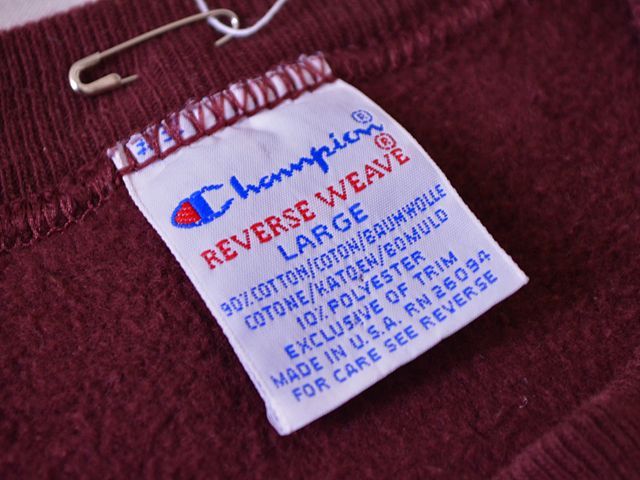 Champion®
REVERSE WEAVE®
LARGE
90%COTTON/COTON/BAUMWOLLE
COTONE/KATOEN/BOMULD
10% POLYESTER
EXCLUSIVE OF TRIM
MADE IN U.S.A. RN 26094
FOR CARE SEE REVERSE